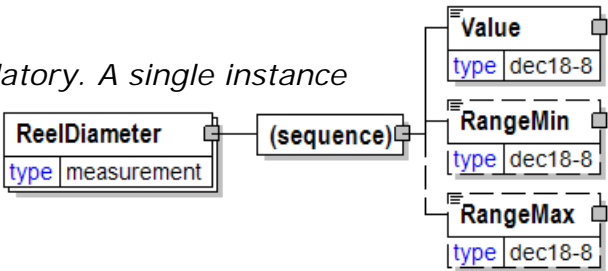 Value
type dec18-8
latory. A single instance
RangeMin
type dec18-8
ReelDiameter
type measurement
(sequence)
RangeMax
type dec18-8